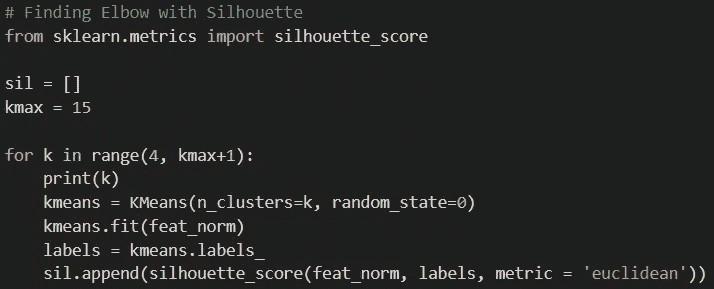 # Finding Elbow with Silhouette
from sklearn.metrics import silhouette_score
sil = []
kmax = 15
for k in range(4, kmax+1):
    print(k)
    kmeans = KMeans(n_clusters=k, random_state=0)
    kmeans.fit(feat_norm)
    labels = kmeans.labels_
    sil.append(silhouette_score(feat_norm, labels, metric = 'euclidean'))